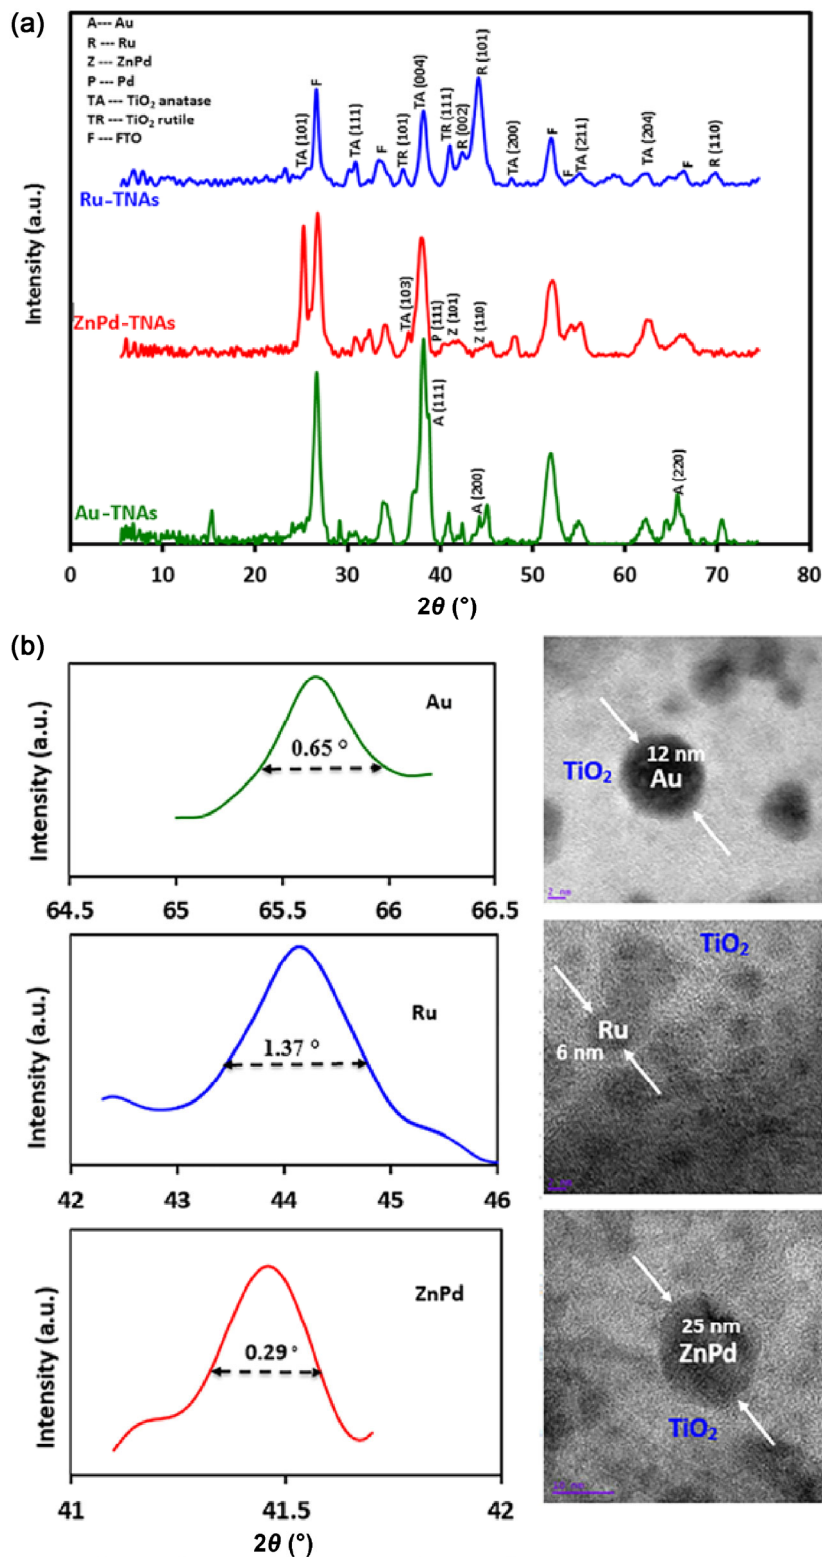 (a)
A--- Au
R --- Ru
Z --- ZnPd
P --- Pd
TA --- TiO₂ anatase
TR --- TiO₂ rutile
F --- FTO
Intensity (a.u.)
TA (101)
F
TA (111)
F
TR (101)
TA (004)
TR (111)
R (002)
R (101)
TA (200)
F
F
TA (211)
TA (204)
F
R (110)
Ru-TNAs
ZnPd-TNAs
TA (103)
P (111)
Z (101)
Z (110)
Au-TNAs
A (111)
A (200)
A (220)
0 10 20 30 40 50 60 70 80
2θ (°)
(b)
Intensity (a.u.)
Au
0.65 °
64.5 65 65.5 66 66.5
TiO₂
12 nm
Au
2 nm
Intensity (a.u.)
Ru
1.37 °
42 43 44 45 46
TiO₂
Ru
6 nm
Intensity (a.u.)
ZnPd
0.29 °
41 41.5 42
2θ (°)
25 nm
ZnPd
TiO₂